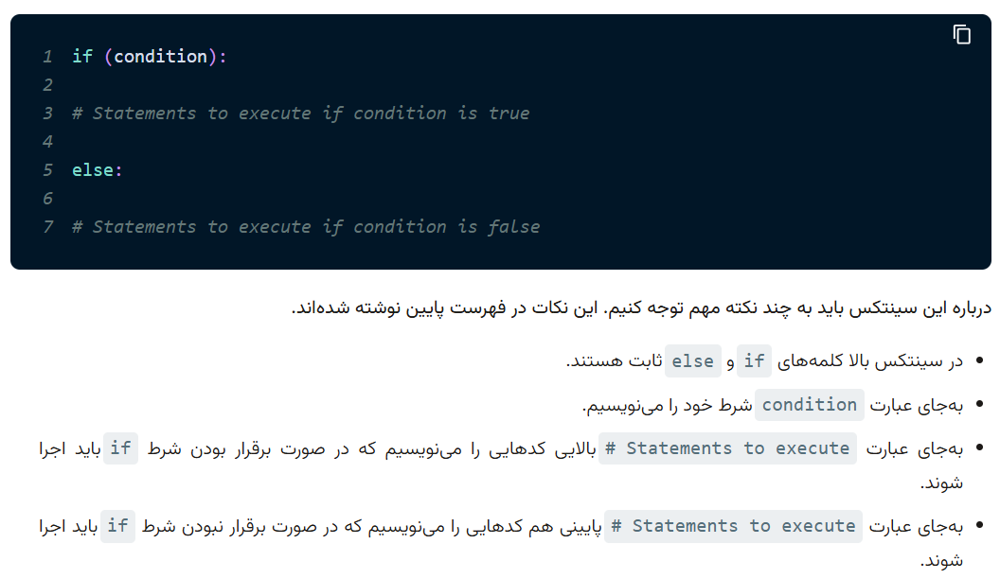 1 if (condition):
2
3 # Statements to execute if condition is true
4
5 else:
6
7 # Statements to execute if condition is false
درباره این سینتکس باید به چند نکته مهم توجه کنیم. این نکات در فهرست پایین نوشته شده‌اند.
• در سینتکس بالا کلمه‌های if و else ثابت هستند.
• به‌جای عبارت condition شرط خود را می‌نویسیم.
• به‌جای عبارت # Statements to execute بالایی کدهایی را می‌نویسیم که در صورت برقرار بودن شرط if باید اجرا
شوند.
• به‌جای عبارت # Statements to execute پایینی هم کدهایی را می‌نویسیم که در صورت برقرار نبودن شرط if باید اجرا
شوند.